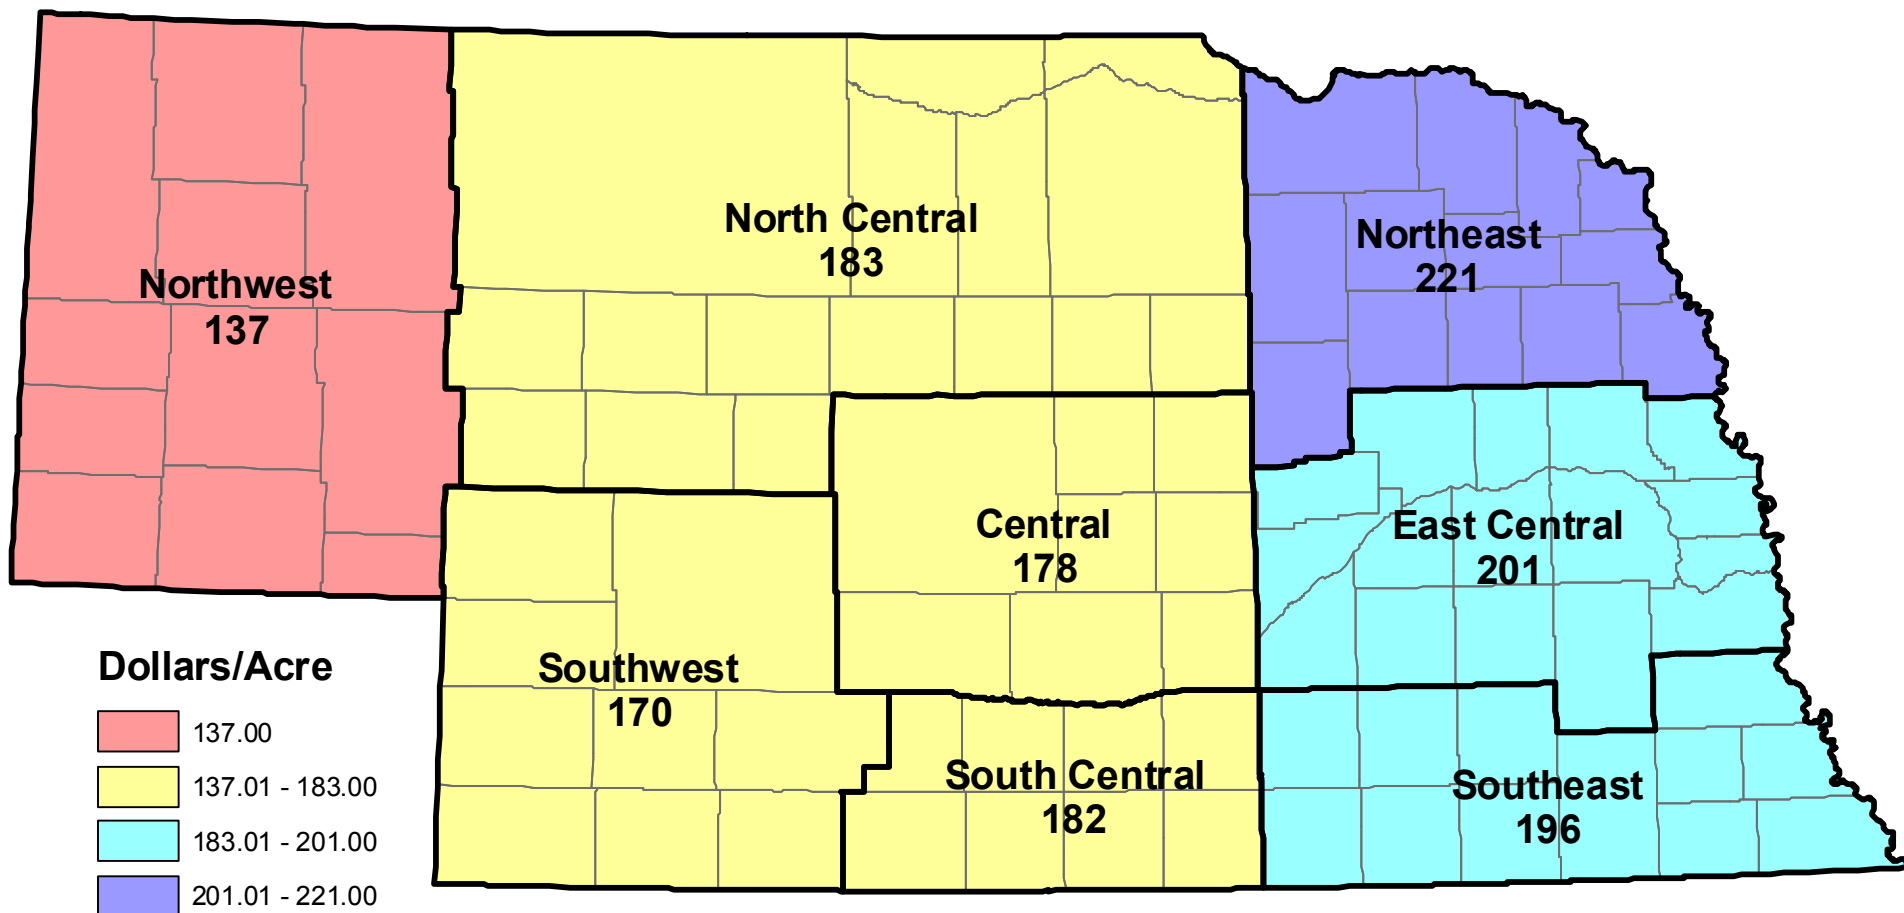 North Central
183
Northeast
221
Northwest
137
Central
178
East Central
201
Southwest
170
South Central
182
Southeast
196
Dollars/Acre
137.00
137.01 - 183.00
183.01 - 201.00
201.01 - 221.00